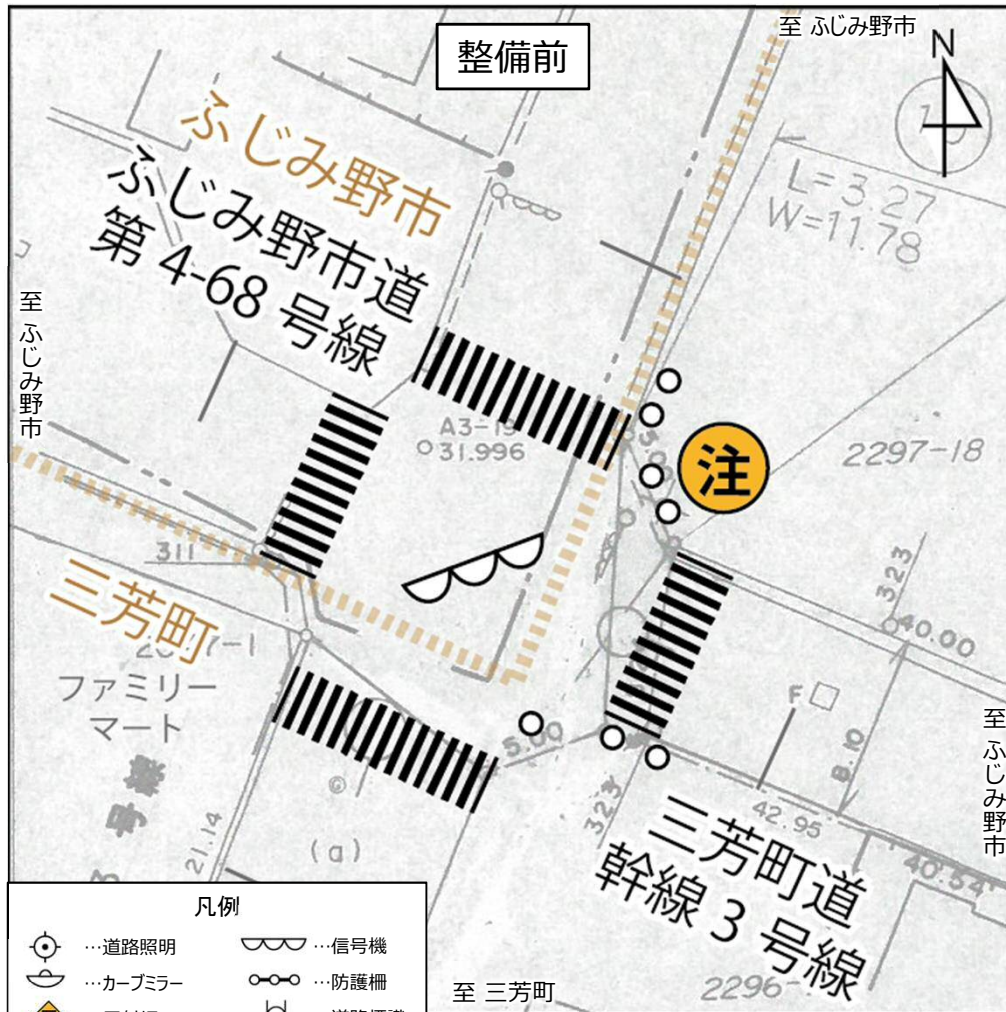 整備前
至 ふじみ野市
N
ふじみ野市
ふじみ野市道
第 4-68 号線
L=3.27
W=11.78
至 ふじみ野市
A3-19
31.996
注
2297-18
311
三芳町
ファミリー
マート
323
40.00
F
8.10
至 ふじみ野市
5.00
323
42.95
40.54
号線
21.14
(a)
三芳町道
幹線 3 号線
2296-
至 三芳町
凡例
…道路照明
…信号機
…カーブミラー
…防護柵